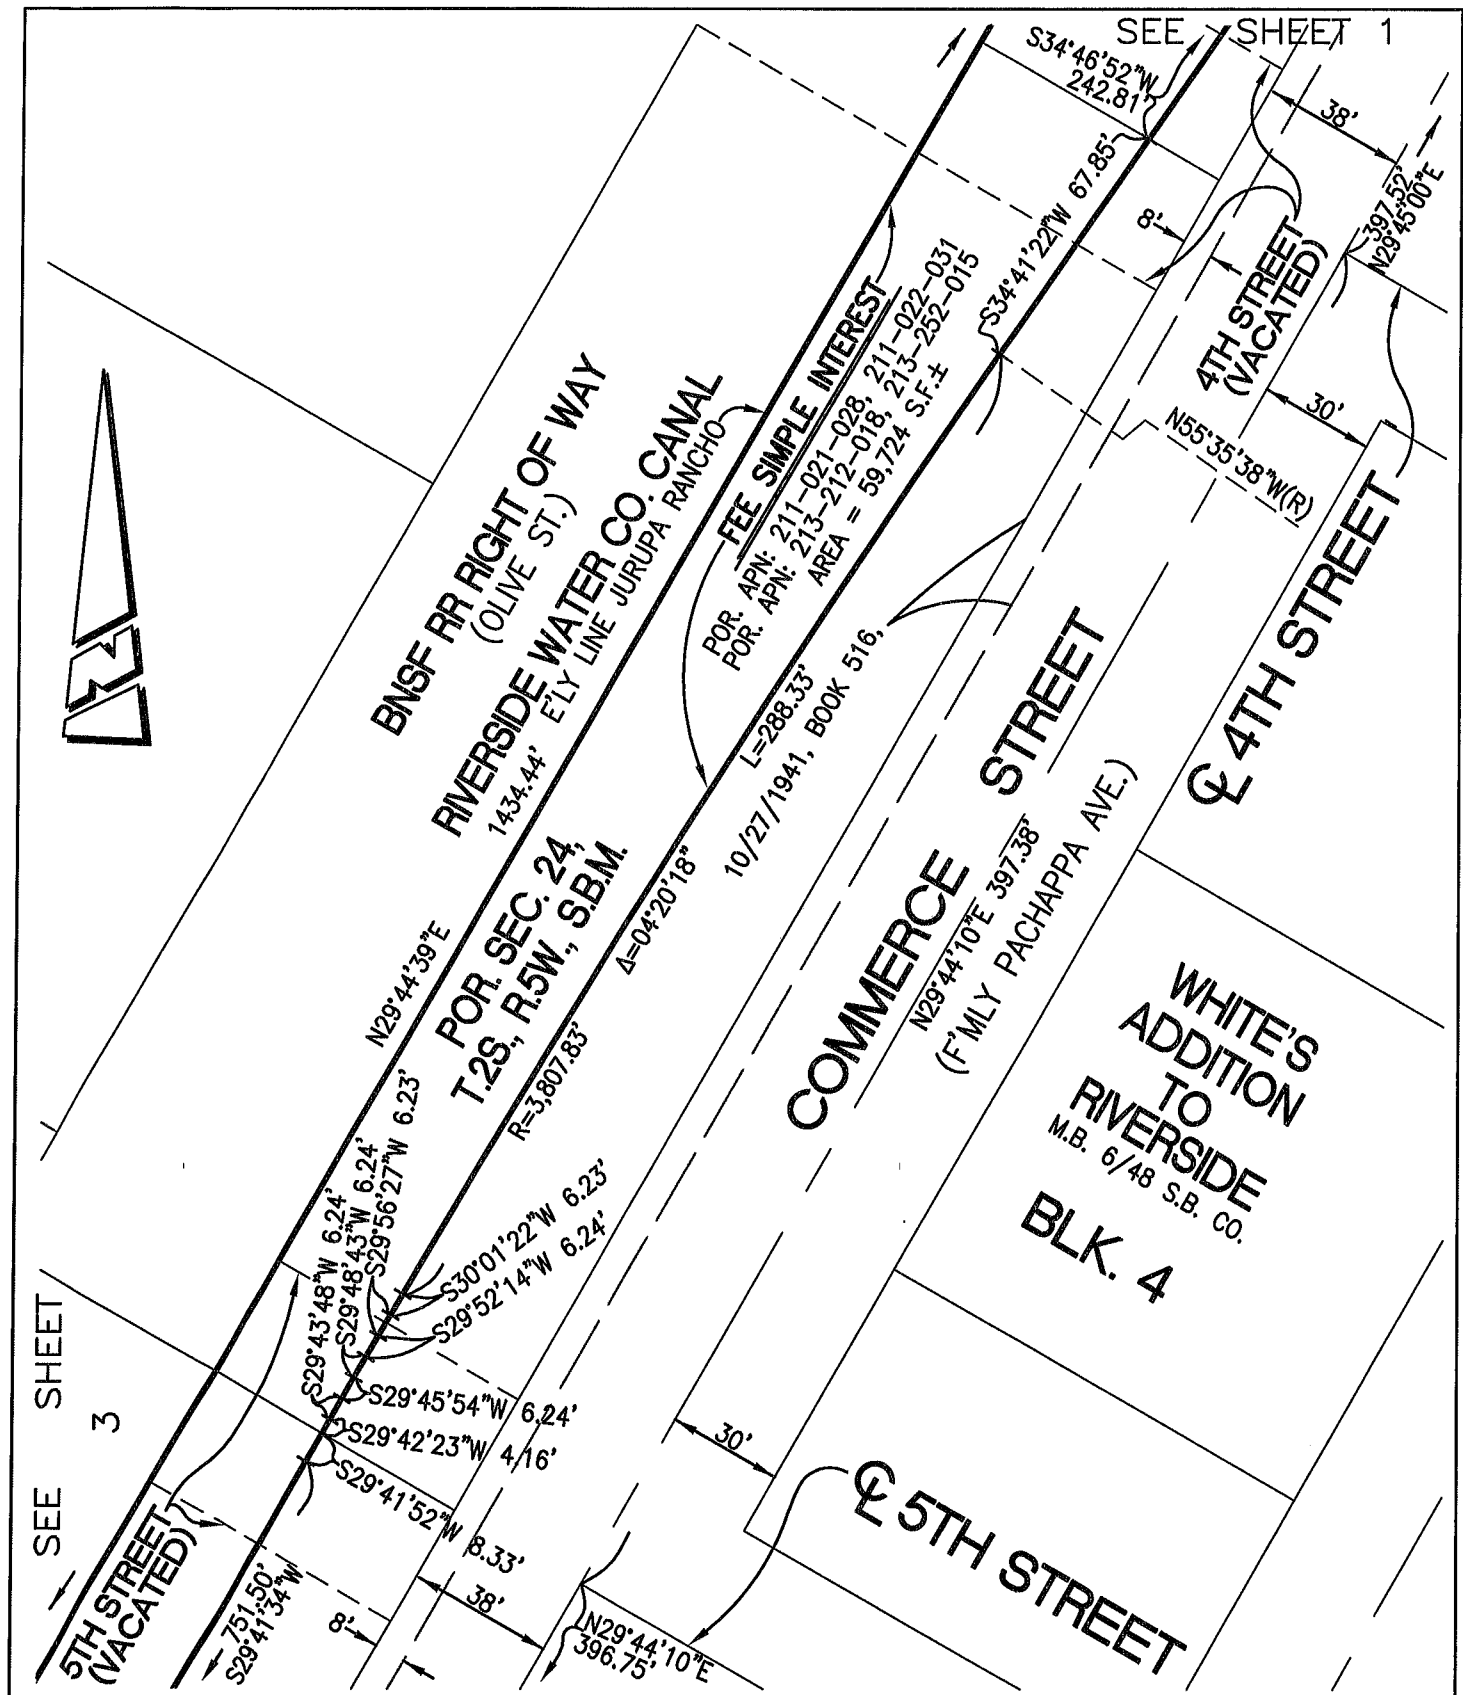 SEE SHEET 1
S34°46'52"W
242.81'
38'
397.52'
N29°45'00"E
S34°41'22"W 67.85'
8'
4TH STREET
(VACATED)
30'
N55°35'38"W(R)
FEE SIMPLE INTEREST
POR. APN: 211-021-028, 211-022-031
POR. APN: 213-212-018, 213-252-015
AREA = 59,724 S.F.±
BNSF RR RIGHT OF WAY
(OLIVE ST.)
RIVERSIDE WATER CO. CANAL
1434.44' E'LY LINE JURUPA RANCHO
N29°44'39"E
POR. SEC. 24,
T.2S., R.5W., S.B.M.
R=3,807.83'
Δ=04°20'18"
L=288.33'
10/27/1941, BOOK 516,
COMMERCE STREET
N29°44'10"E 397.38'
(F'MLY PACHAPPA AVE.)
℄ 4TH STREET
WHITE'S
ADDITION
TO
RIVERSIDE
M.B. 6/48 S.B. CO.
BLK. 4
S29°43'48"W 6.24'
S29°48'43"W 6.24'
S29°56'27"W 6.23'
S30°01'22"W 6.23'
S29°52'14"W 6.24'
S29°45'54"W 6.24'
S29°42'23"W 4.16'
S29°41'52"W 8.33'
SEE SHEET 3
5TH STREET
(VACATED)
751.50'
S29°41'34"W
8'
38'
30'
N29°44'10"E
396.75'
℄ 5TH STREET